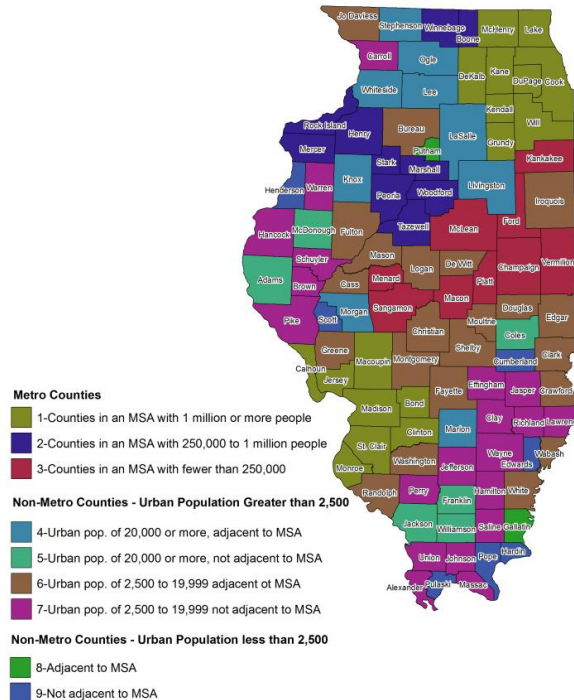 Jo Daviess
Stephenson
Winnebago
Boone
McHenry
Lake
Carroll
Ogle
DeKalb
Kane
DuPage
Cook
Whiteside
Lee
Kendall
Will
Rock Island
Henry
Bureau
Putnam
LaSalle
Grundy
Mercer
Kankakee
Stark
Marshall
Henderson
Warren
Knox
Peoria
Woodford
Livingston
Iroquois
Ford
Hancock
McDonough
Fulton
Tazewell
McLean
Schuyler
Mason
De Witt
Logan
Champaign
Vermilion
Adams
Brown
Cass
Menard
Macon
Piatt
Pike
Scott
Morgan
Sangamon
Christian
Moultrie
Douglas
Edgar
Coles
Greene
Macoupin
Montgomery
Shelby
Cumberland
Clark
Calhoun
Jersey
Fayette
Effingham
Jasper
Crawford
Madison
Bond
Clay
Richland
Lawrenc
St. Clair
Clinton
Marion
Wayne
Edwards
Wabash
Monroe
Washington
Jefferson
Randolph
Perry
Hamilton
White
Franklin
Jackson
Williamson
Saline
Gallatin
Union
Johnson
Pope
Hardin
Alexander
Pulaski
Massac
Metro Counties
1-Counties in an MSA with 1 million or more people
2-Counties in an MSA with 250,000 to 1 million people
3-Counties in an MSA with fewer than 250,000
Non-Metro Counties - Urban Population Greater than 2,500
4-Urban pop. of 20,000 or more, adjacent to MSA
5-Urban pop. of 20,000 or more, not adjacent to MSA
6-Urban pop. of 2,500 to 19,999 adjacent ot MSA
7-Urban pop. of 2,500 to 19,999 not adjacent to MSA
Non-Metro Counties - Urban Population less than 2,500
8-Adjacent to MSA
9-Not adjacent to MSA